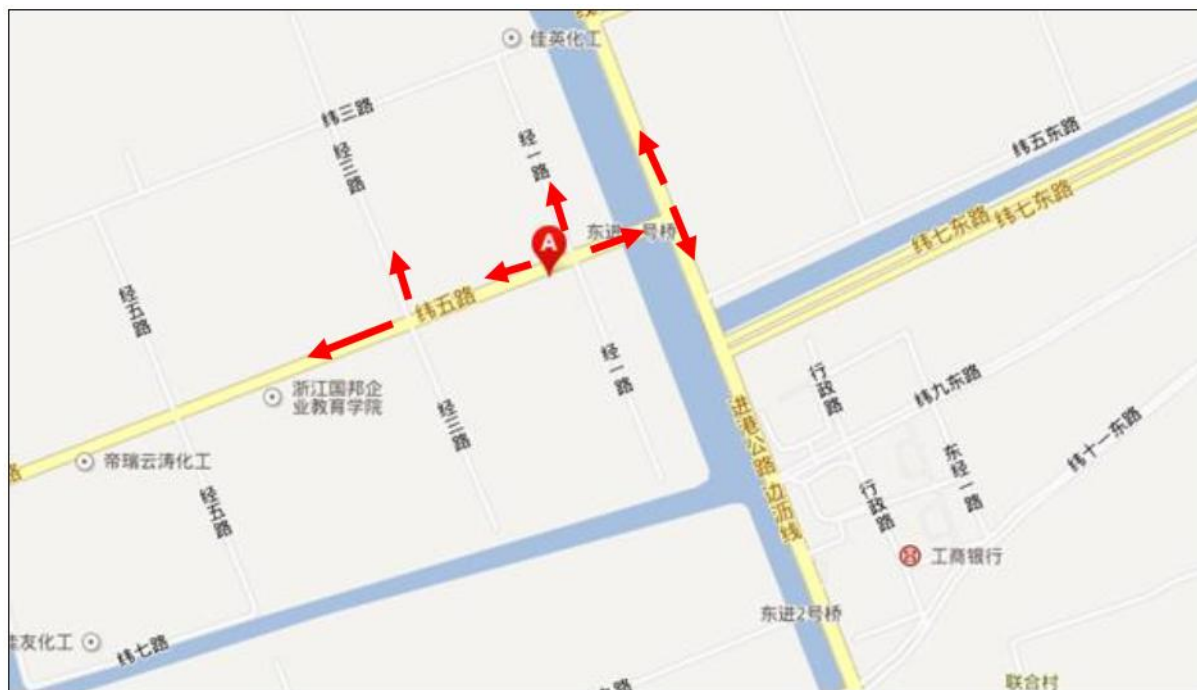 佳英化工
纬三路
经三路
经一路
纬五东路
东进1号桥
A
纬七东路
纬七东路
经五路
纬五路
浙江国邦企
业教育学院
经一路
行政路
纬九东路
经三路
进港公路
边沥线
东经一路
纬十一东路
路
帝瑞云涛化工
经五路
行政路
工商银行
东进2号桥
佳友化工
纬七路
联合村